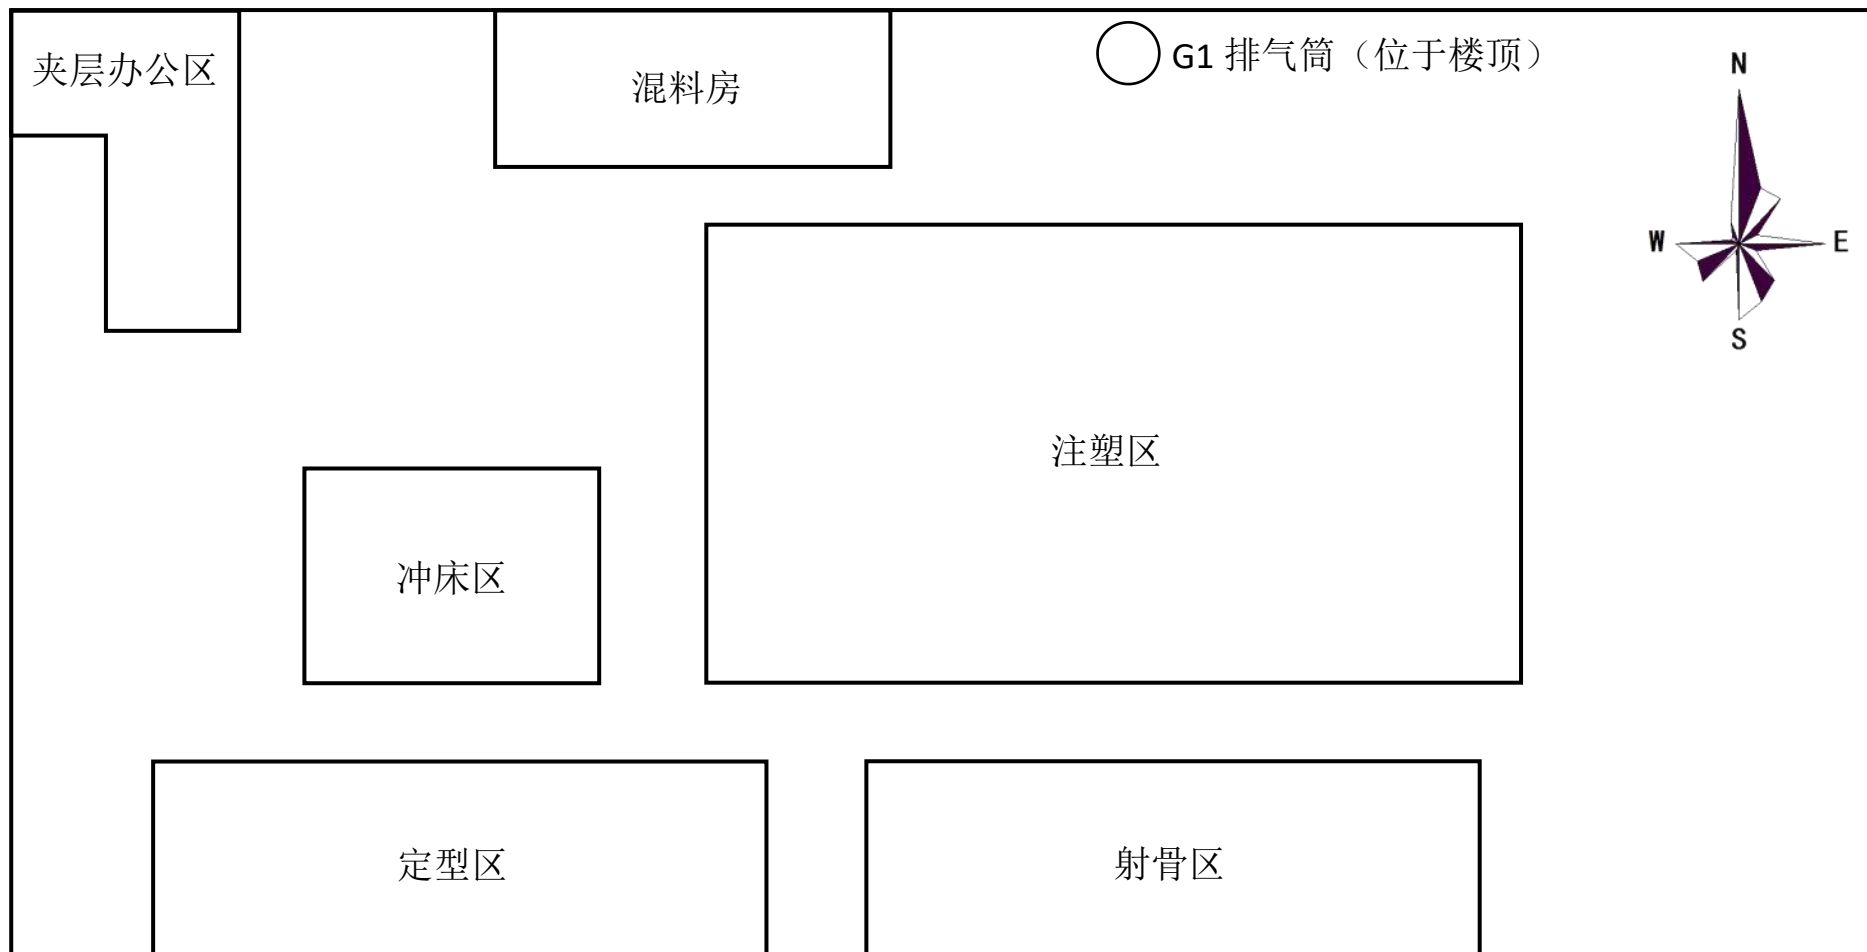 夹层办公区
混料房
G1 排气筒（位于楼顶）
N
W
E
S
注塑区
冲床区
定型区
射骨区